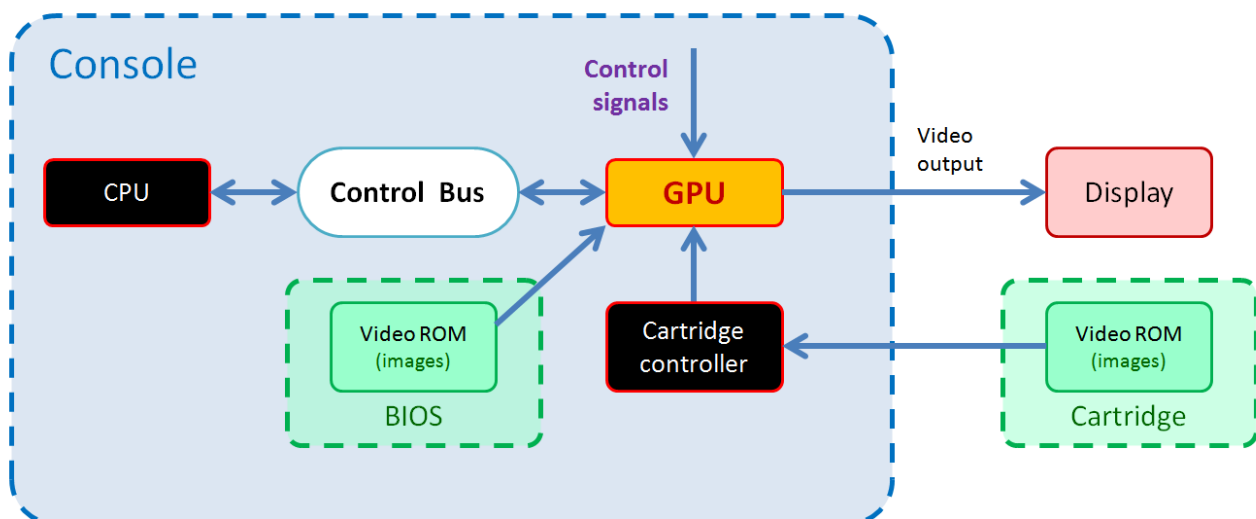 Console
Control
signals
Video
output
CPU
Control Bus
GPU
Display
Video ROM
(images)
BIOS
Cartridge
controller
Video ROM
(images)
Cartridge